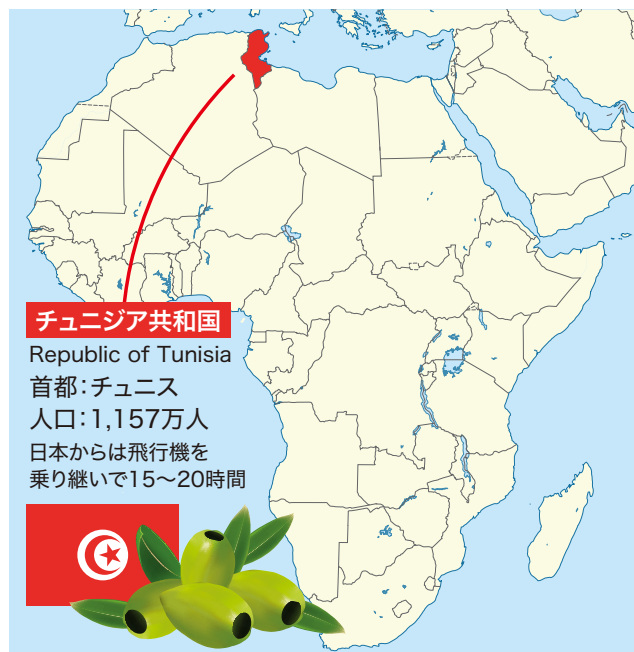 チュニジア共和国
Republic of Tunisia
首都：チュニス
人口：1,157万人
日本からは飛行機を
乗り継いで15～20時間